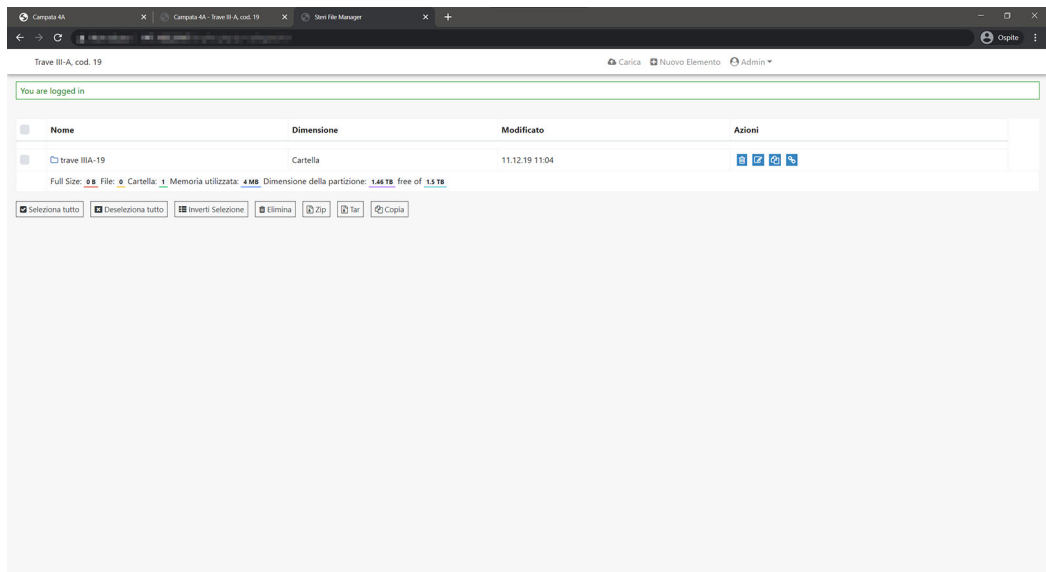 Campata 4A
Campata 4A - Trave III-A, cod. 19
Steri File Manager
Ospite
Trave III-A, cod. 19
Carica
Nuovo Elemento
Admin
You are logged in
Nome Dimensione Modificato Azioni
trave IIIA-19 Cartella 11.12.19 11:04
Full Size: 0 B File: 0 Cartella: 1 Memoria utilizzata: 4 MB Dimensione della partizione: 1.46 TB free of 1.5 TB
Seleziona tutto Deseleziona tutto Inverti Selezione Elimina Zip Tar Copia